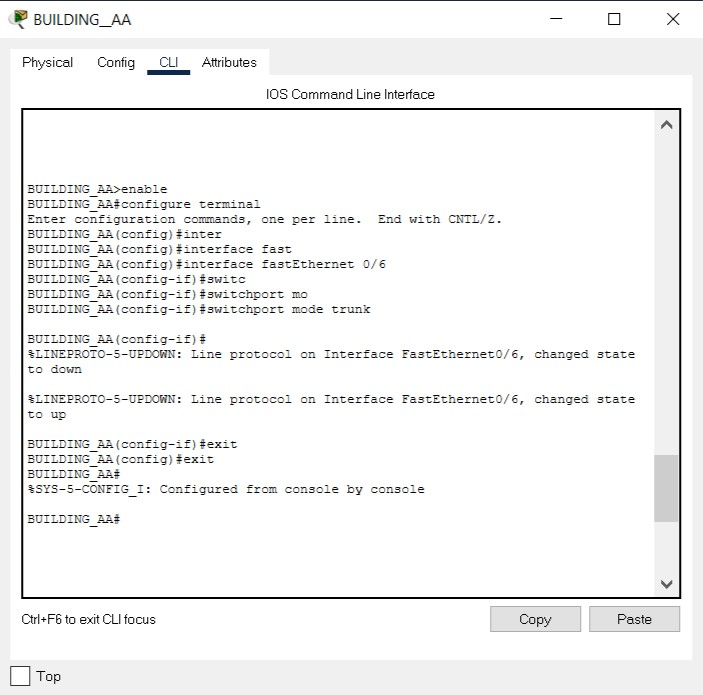 BUILDING__AA
Physical Config CLI Attributes
IOS Command Line Interface
BUILDING_AA>enable
BUILDING_AA#configure terminal
Enter configuration commands, one per line.  End with CNTL/Z.
BUILDING_AA(config)#inter
BUILDING_AA(config)#interface fast
BUILDING_AA(config)#interface fastEthernet 0/6
BUILDING_AA(config-if)#switc
BUILDING_AA(config-if)#switchport mo
BUILDING_AA(config-if)#switchport mode trunk
BUILDING_AA(config-if)#
%LINEPROTO-5-UPDOWN: Line protocol on Interface FastEthernet0/6, changed state
to down
%LINEPROTO-5-UPDOWN: Line protocol on Interface FastEthernet0/6, changed state
to up
BUILDING_AA(config-if)#exit
BUILDING_AA(config)#exit
BUILDING_AA#
%SYS-5-CONFIG_I: Configured from console by console
BUILDING_AA#
Ctrl+F6 to exit CLI focus
Copy Paste
Top